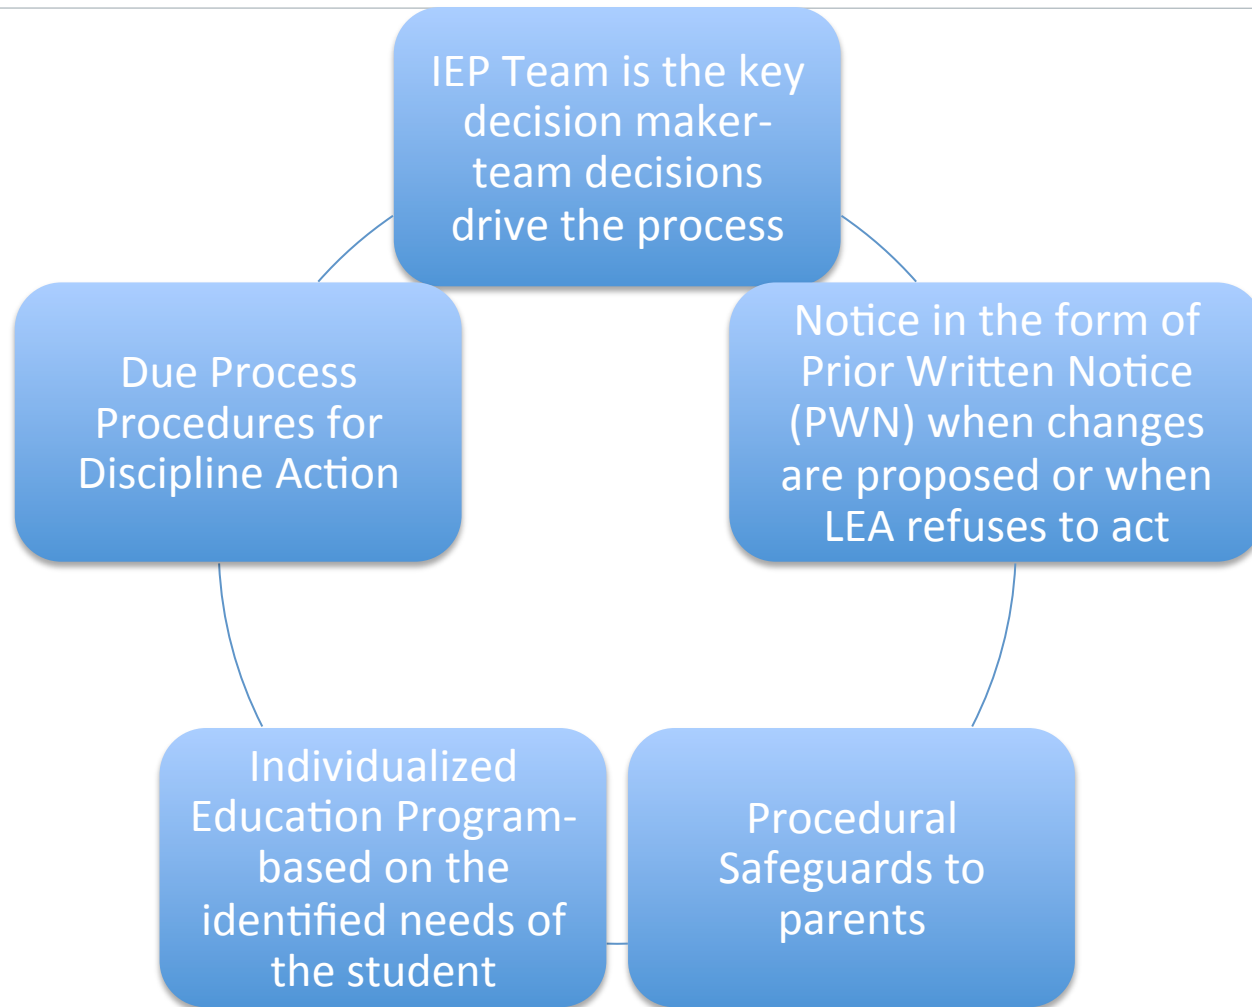 IEP Team is the key
decision maker-
team decisions
drive the process
Notice in the form of
Prior Written Notice
(PWN) when changes
are proposed or when
LEA refuses to act
Procedural
Safeguards to
parents
Individualized
Education Program-
based on the
identified needs of
the student
Due Process
Procedures for
Discipline Action